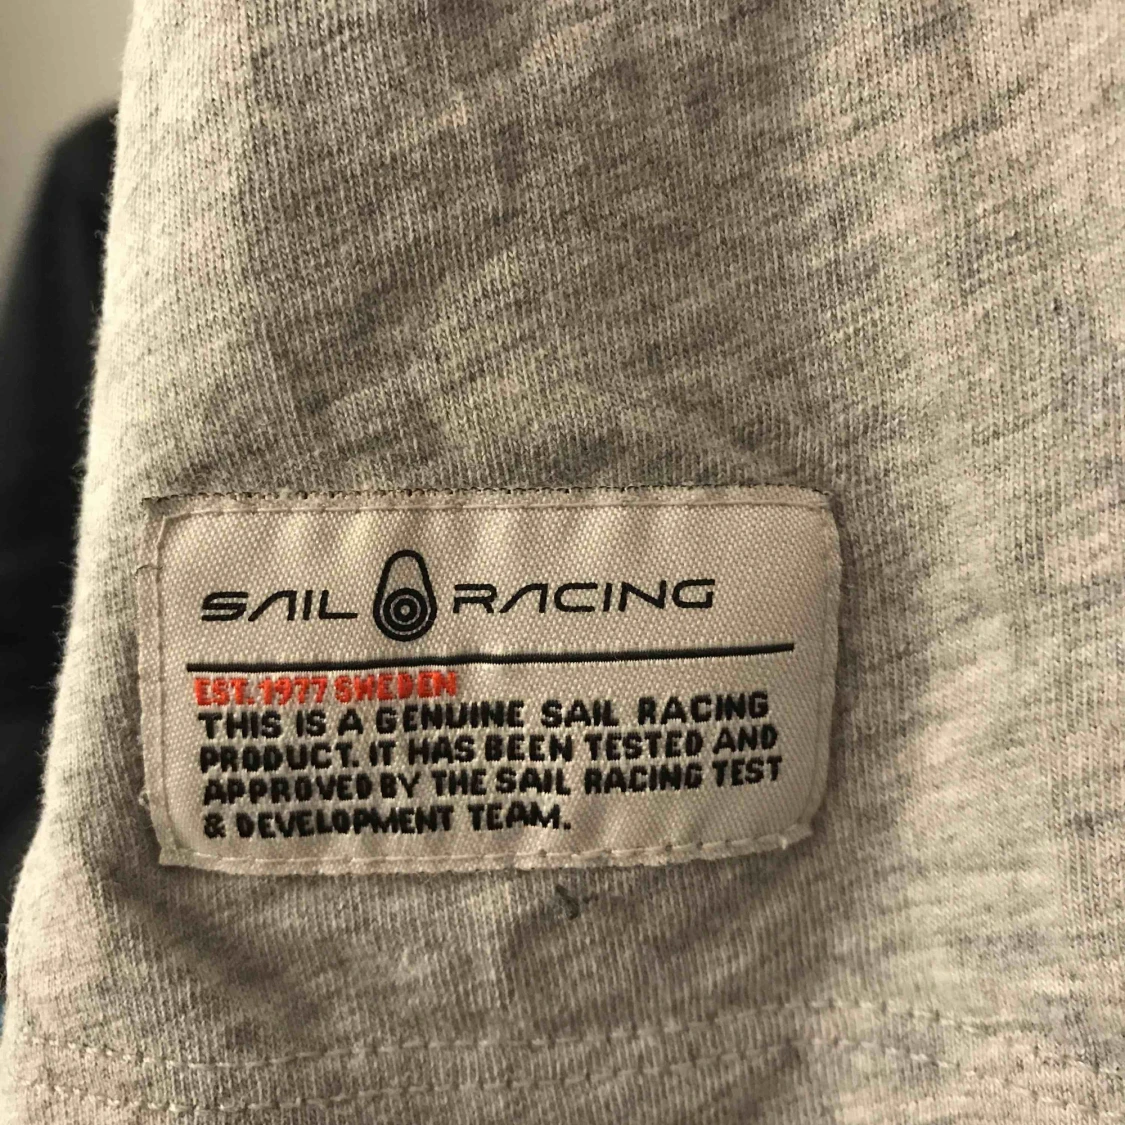 SAIL RACING
EST. 1977 SWEDEN
THIS IS A GENUINE SAIL RACING
PRODUCT. IT HAS BEEN TESTED AND
APPROVED BY THE SAIL RACING TEST
& DEVELOPMENT TEAM.